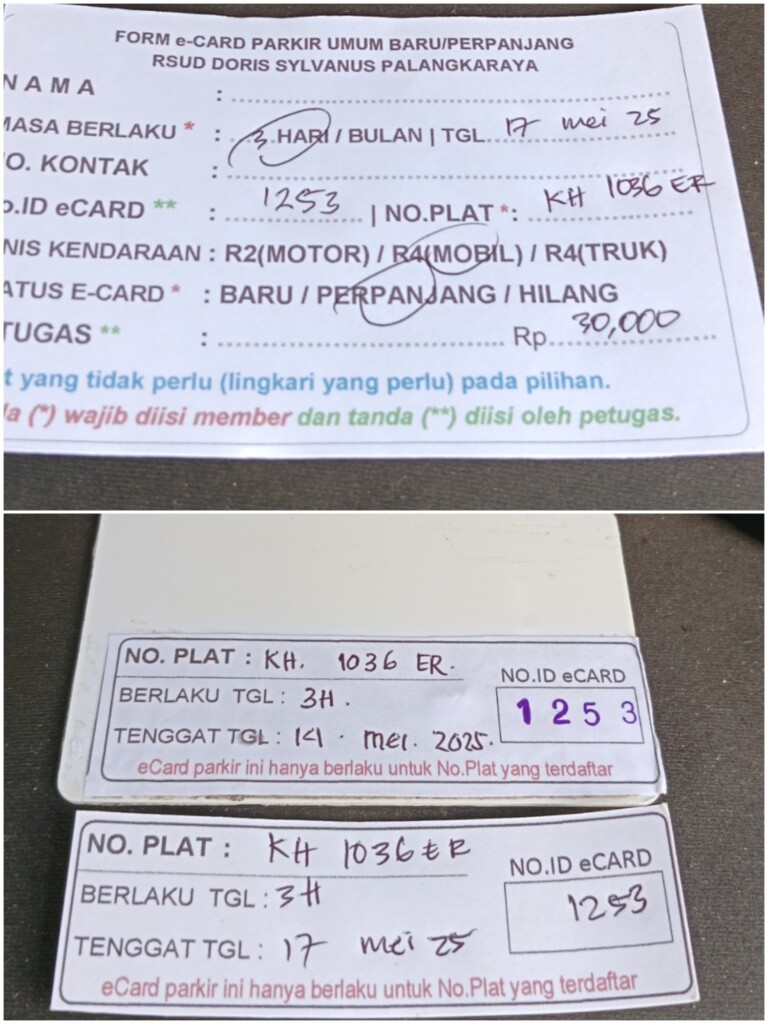 FORM e-CARD PARKIR UMUM BARU/PERPANJANG
RSUD DORIS SYLVANUS PALANGKARAYA
NAMA :
MASA BERLAKU * : 3 HARI / BULAN | TGL. 17 mei 25
O. KONTAK :
o.ID eCARD ** : 1253 | NO.PLAT *: KH 1036 ER
NIS KENDARAAN : R2(MOTOR) / R4(MOBIL) / R4(TRUK)
ATUS E-CARD * : BARU / PERPANJANG / HILANG
TUGAS ** : Rp. 30,000
t yang tidak perlu (lingkari yang perlu) pada pilihan.
a (*) wajib diisi member dan tanda (**) diisi oleh petugas.
NO. PLAT : KH. 1036 ER.
NO.ID eCARD
BERLAKU TGL : 3H.
1 2 5 3
TENGGAT TGL : 14. mei. 2025.
eCard parkir ini hanya berlaku untuk No.Plat yang terdaftar
NO. PLAT : KH 1036 ER
NO.ID eCARD
BERLAKU TGL : 3H
1253
TENGGAT TGL : 17 mei 25
eCard parkir ini hanya berlaku untuk No.Plat yang terdaftar